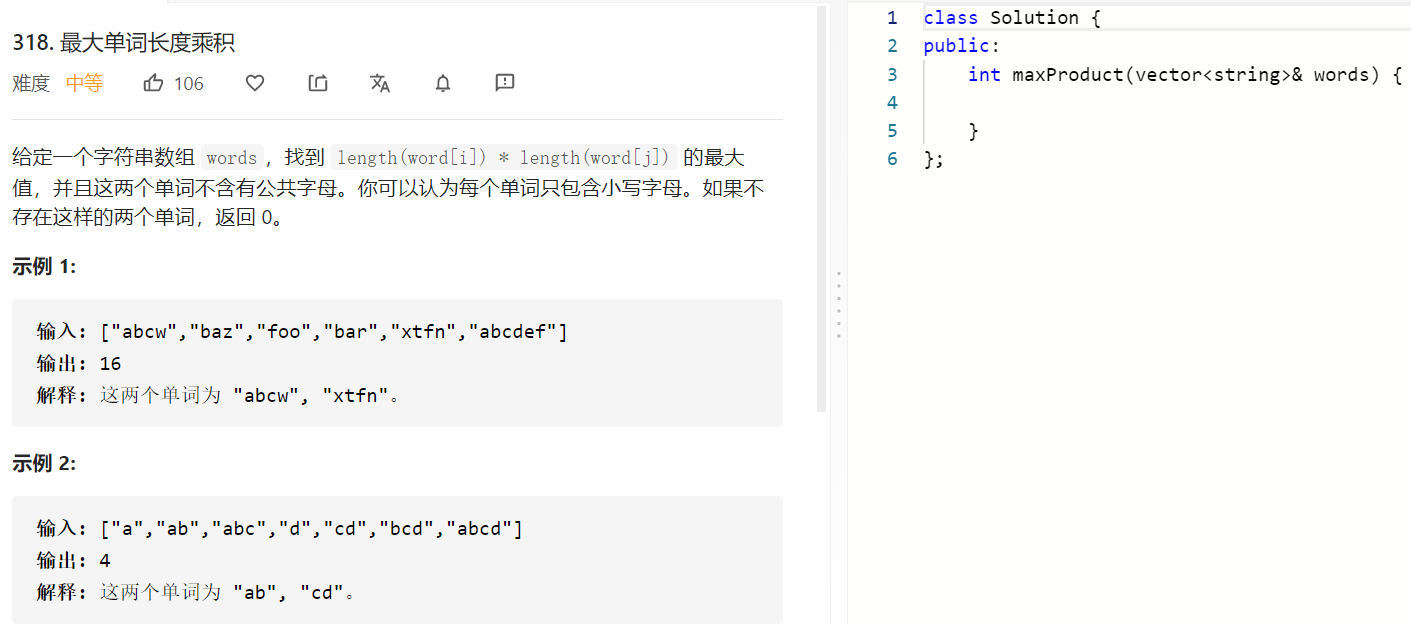 318. 最大单词长度乘积
难度 中等 106
给定一个字符串数组 words，找到 length(word[i]) * length(word[j]) 的最大
值，并且这两个单词不含有公共字母。你可以认为每个单词只包含小写字母。如果不
存在这样的两个单词，返回 0。
示例 1:
输入: ["abcw","baz","foo","bar","xtfn","abcdef"]
输出: 16
解释: 这两个单词为 "abcw", "xtfn"。
示例 2:
输入: ["a","ab","abc","d","cd","bcd","abcd"]
输出: 4
解释: 这两个单词为 "ab", "cd"。
1 class Solution {
2 public:
3     int maxProduct(vector<string>& words) {
4
5     }
6 };